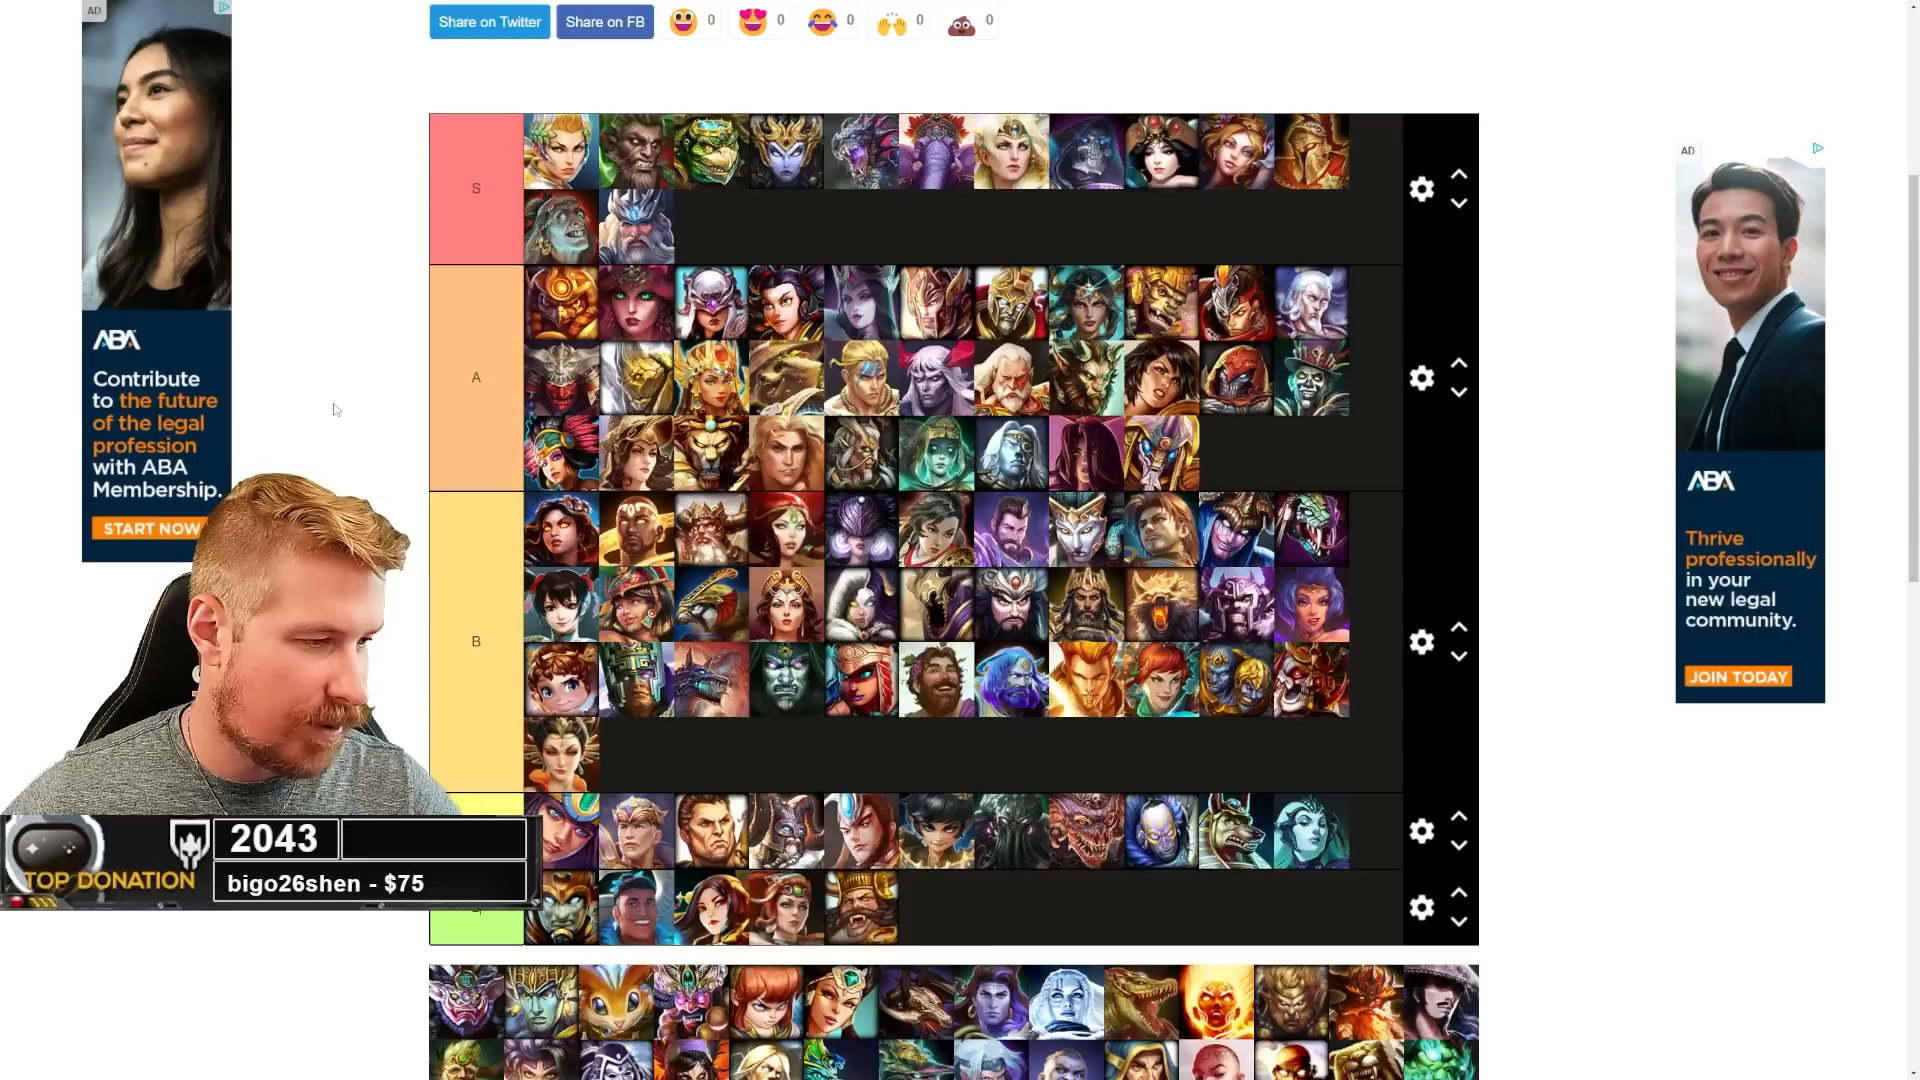 AD
Share on Twitter
Share on FB
0
0
0
0
0
ABA
Contribute
to the future
of the legal
profession
with ABA
Membership.
START NOW
S
A
B
AD
ABA
Thrive
professionally
in your
new legal
community.
JOIN TODAY
2043
TOP DONATION
bigo26shen - $75